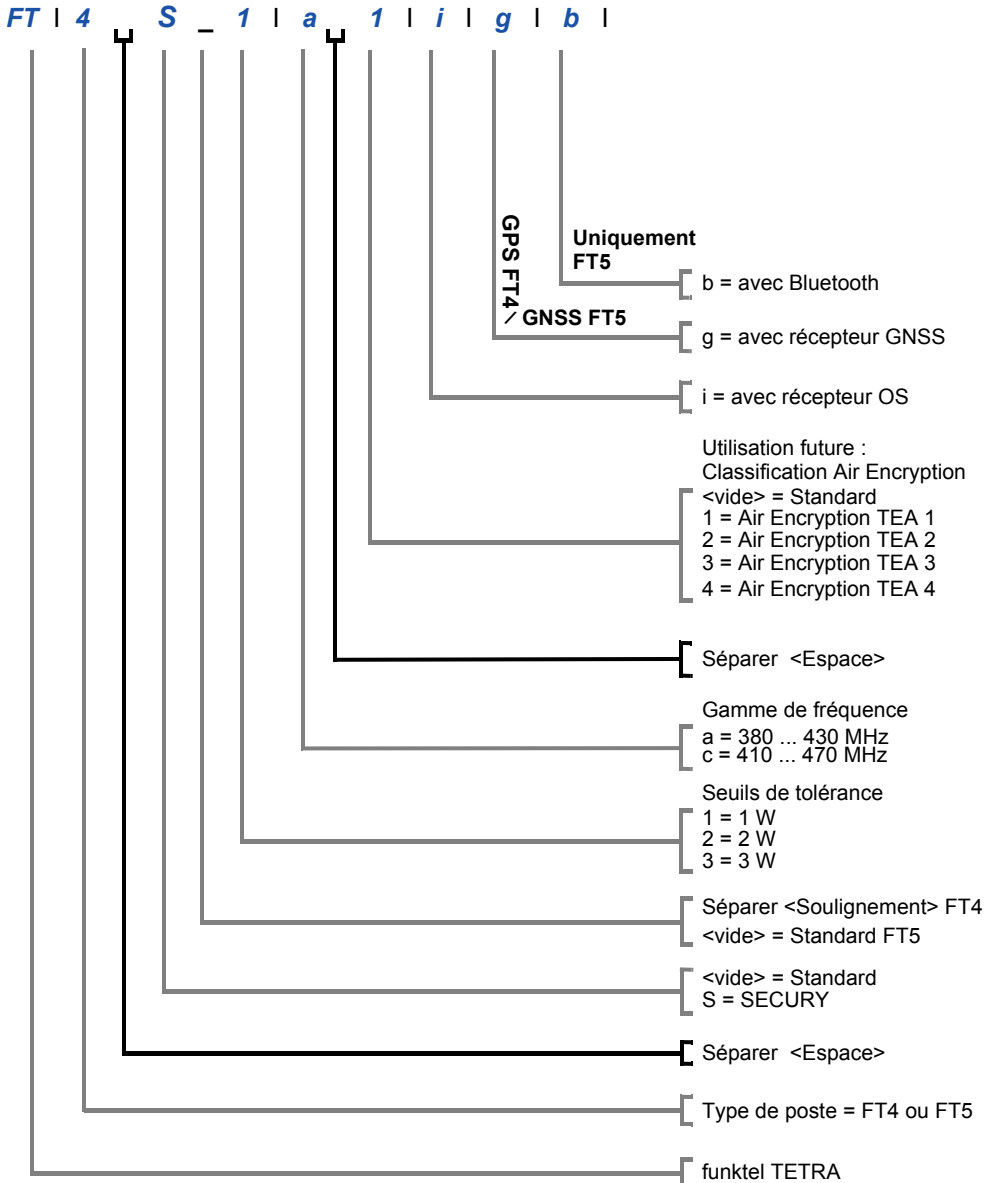 FT | 4 ␣ S _ 1 | a ␣ 1 | i | g | b |
GPS FT4 / GNSS FT5
Uniquement
FT5
b = avec Bluetooth
g = avec récepteur GNSS
i = avec récepteur OS
Utilisation future :
Classification Air Encryption
<vide> = Standard
1 = Air Encryption TEA 1
2 = Air Encryption TEA 2
3 = Air Encryption TEA 3
4 = Air Encryption TEA 4
Séparer <Espace>
Gamme de fréquence
a = 380 ... 430 MHz
c = 410 ... 470 MHz
Seuils de tolérance
1 = 1 W
2 = 2 W
3 = 3 W
Séparer <Soulignement> FT4
<vide> = Standard FT5
<vide> = Standard
S = SECURY
Séparer <Espace>
Type de poste = FT4 ou FT5
funktel TETRA